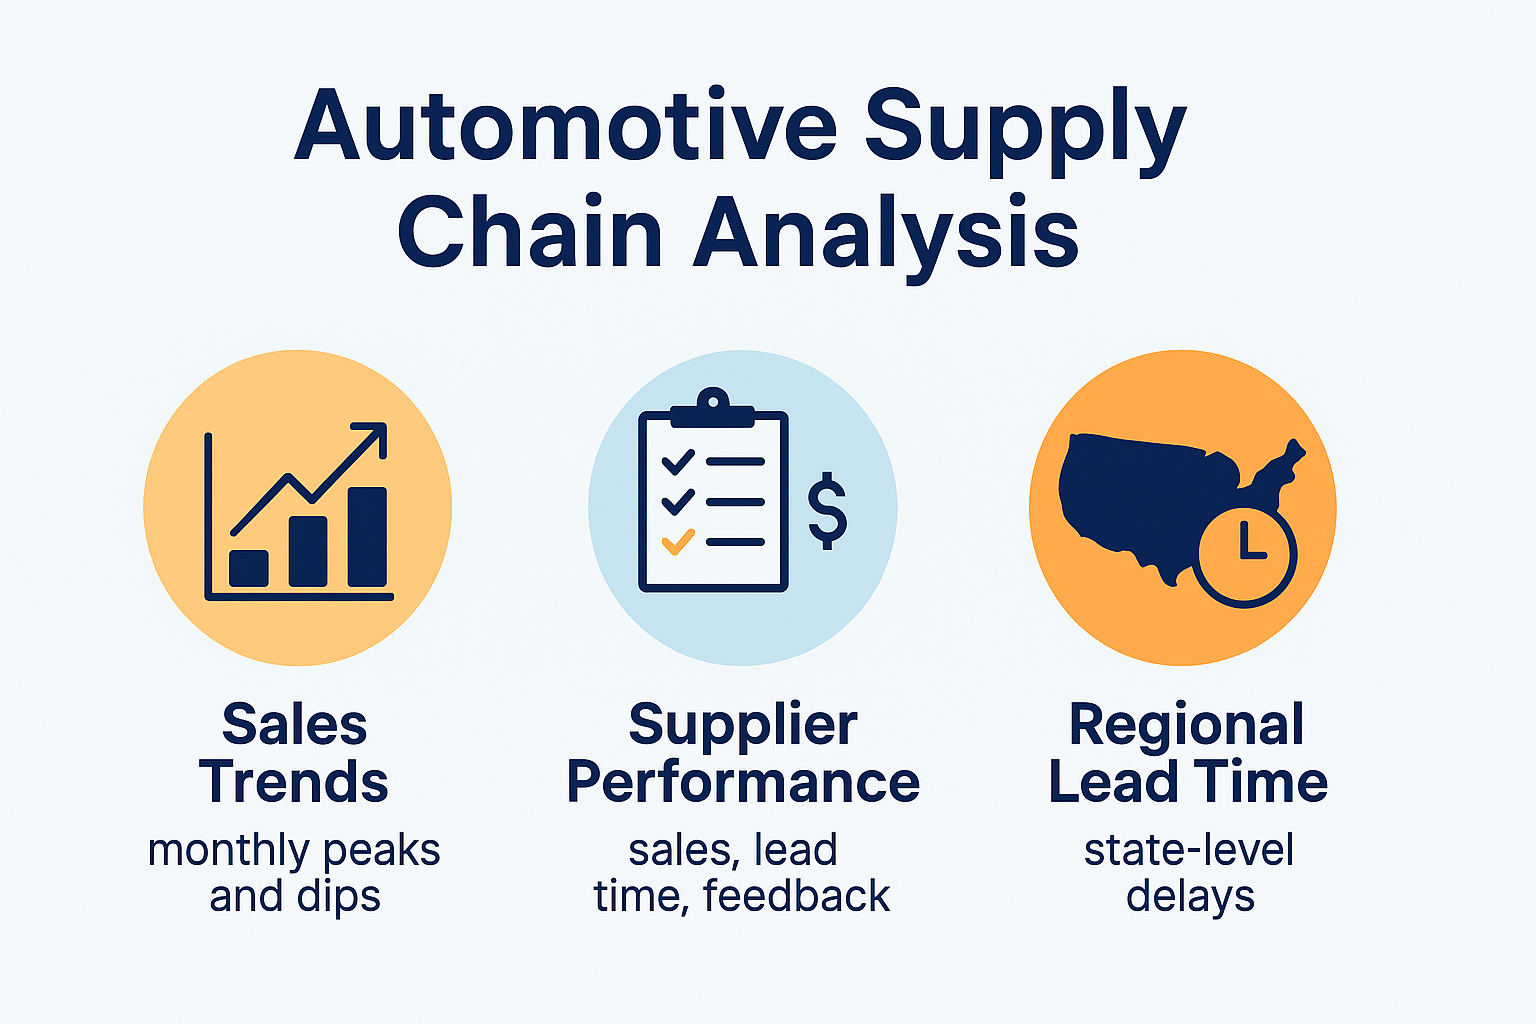 Automotive Supply
Chain Analysis
$
Sales
Trends
monthly peaks
and dips
Supplier
Performance
sales, lead
time, feedback
Regional
Lead Time
state-level
delays